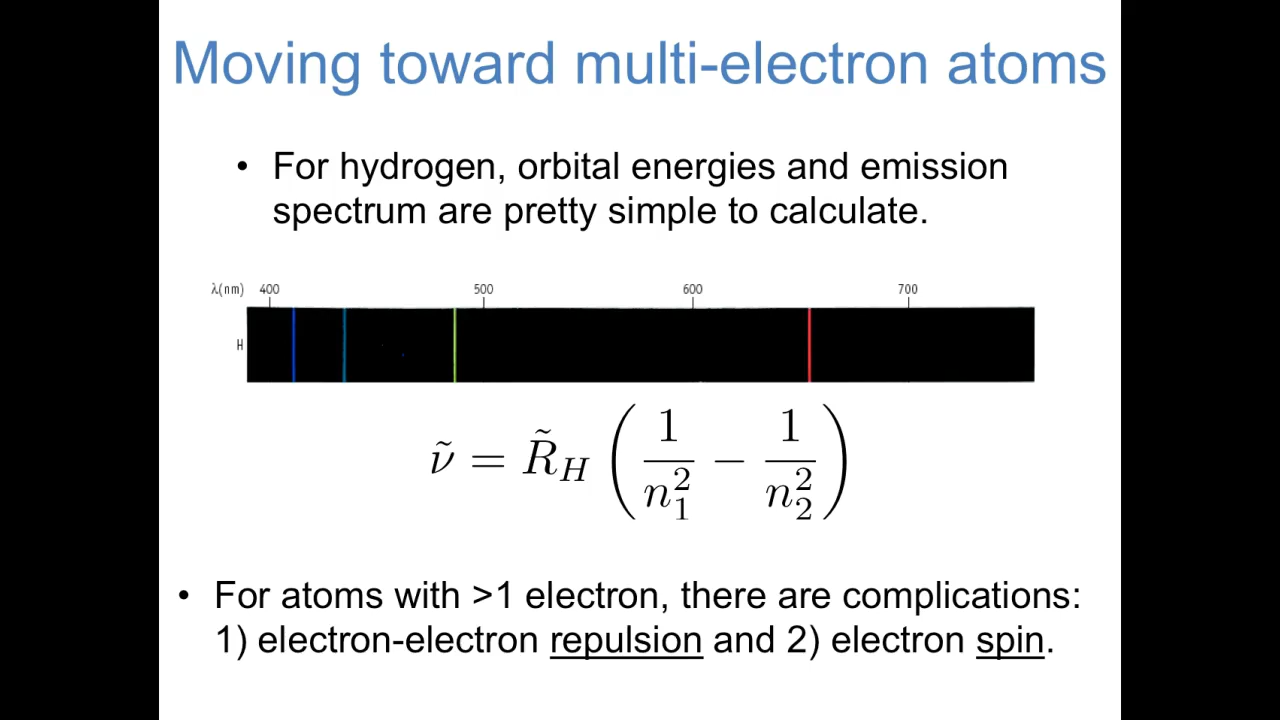 Moving toward multi-electron atoms
• For hydrogen, orbital energies and emission
spectrum are pretty simple to calculate.
λ(nm) 400 500 600 700
H
ν̃ = R̃_H (1/n₁² − 1/n₂²)
• For atoms with >1 electron, there are complications:
1) electron-electron repulsion and 2) electron spin.